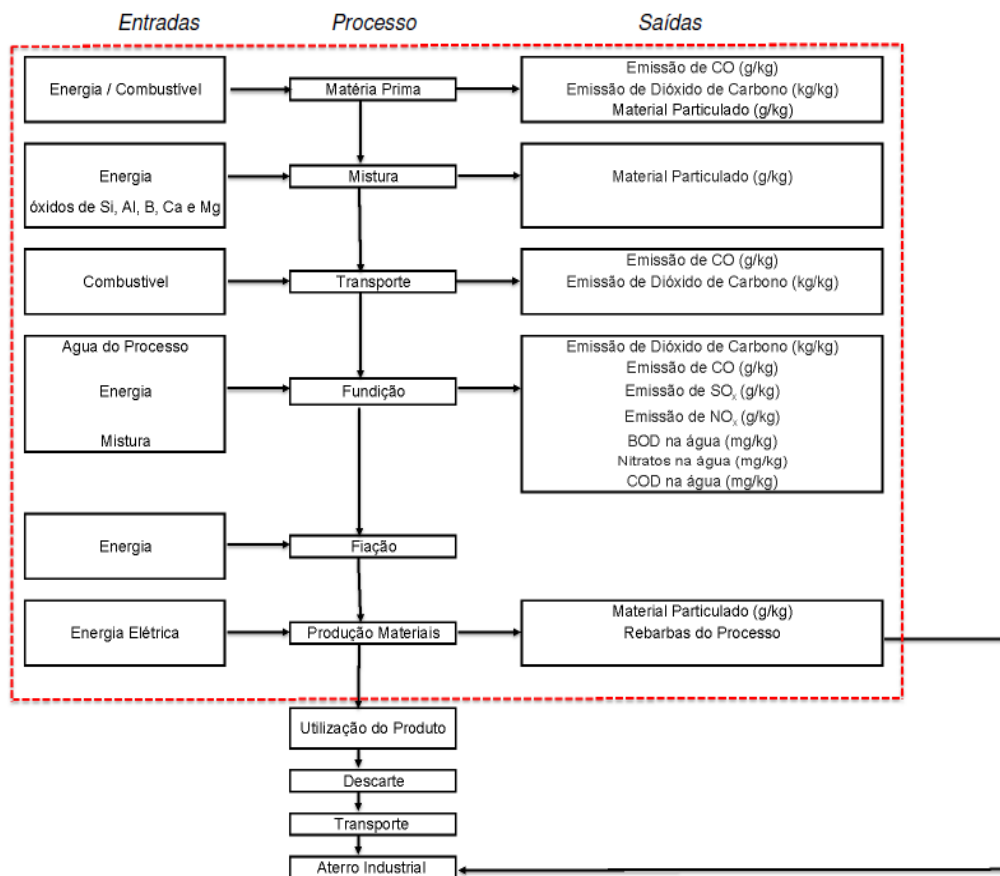 Entradas
Processo
Saídas
Energia / Combustível
Matéria Prima
Emissão de CO (g/kg)
Emissão de Dióxido de Carbono (kg/kg)
Material Particulado (g/kg)
Energia
óxidos de Si, Al, B, Ca e Mg
Mistura
Material Particulado (g/kg)
Combustivel
Transporte
Emissão de CO (g/kg)
Emissão de Dióxido de Carbono (kg/kg)
Agua do Processo
Energia
Mistura
Fundição
Emissão de Dióxido de Carbono (kg/kg)
Emissão de CO (g/kg)
Emissão de SOx (g/kg)
Emissão de NOx (g/kg)
BOD na água (mg/kg)
Nitratos na água (mg/kg)
COD na água (mg/kg)
Energia
Fiação
Energia Elétrica
Produção Materiais
Material Particulado (g/kg)
Rebarbas do Processo
Utilização do Produto
Descarte
Transporte
Aterro Industrial